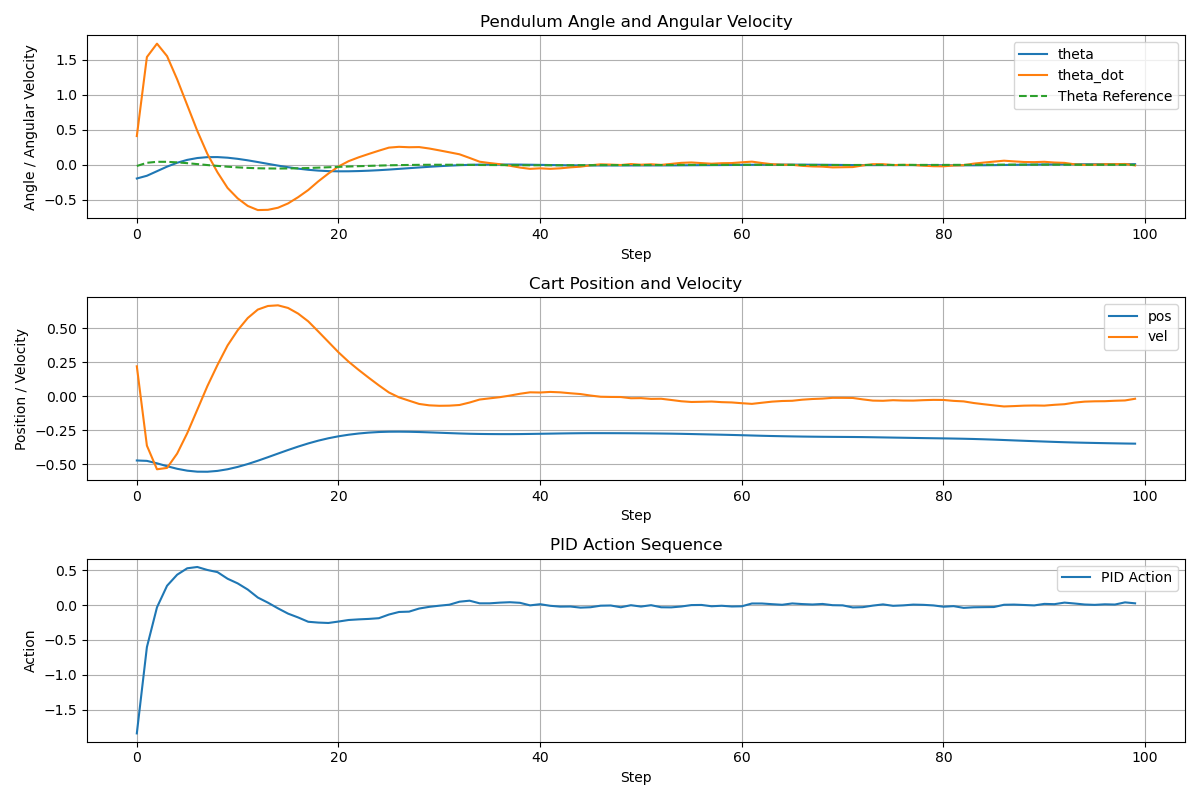 Pendulum Angle and Angular Velocity
Angle / Angular Velocity
1.5
1.0
0.5
0.0
−0.5
theta
theta_dot
Theta Reference
0 20 40 60 80 100
Step
Cart Position and Velocity
Position / Velocity
0.50
0.25
0.00
−0.25
−0.50
pos
vel
0 20 40 60 80 100
Step
PID Action Sequence
Action
0.5
0.0
−0.5
−1.0
−1.5
PID Action
0 20 40 60 80 100
Step